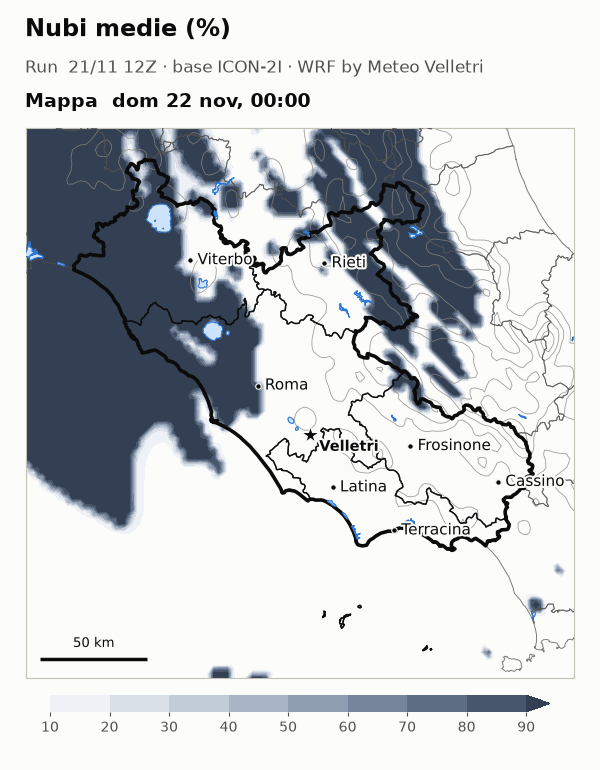 Nubi medie (%)
Run 21/11 12Z · base ICON-2I · WRF by Meteo Velletri
Mappa dom 22 nov, 00:00
Viterbo
Rieti
Roma
Velletri
Frosinone
Latina
Cassino
Terracina
50 km
10 20 30 40 50 60 70 80 90